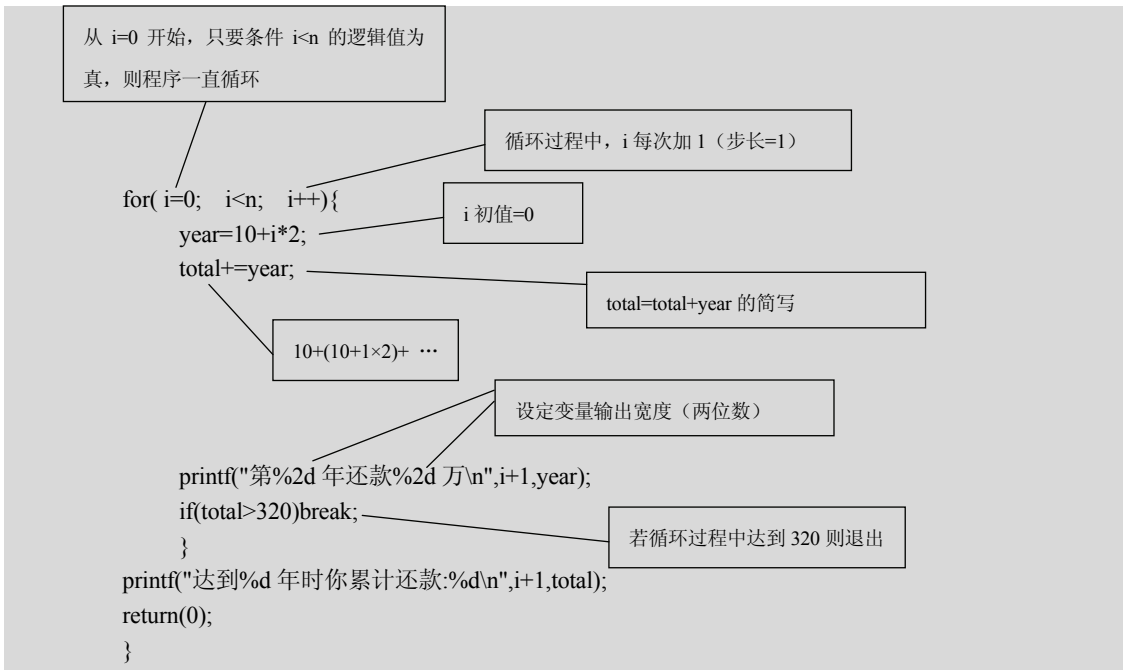 从 i=0 开始，只要条件 i<n 的逻辑值为
真，则程序一直循环
循环过程中，i 每次加 1（步长=1）
for( i=0; i<n; i++){
i 初值=0
year=10+i*2;
total+=year;
total=total+year 的简写
10+(10+1×2)+ …
设定变量输出宽度（两位数）
printf("第%2d 年还款%2d 万\n",i+1,year);
if(total>320)break;
若循环过程中达到 320 则退出
}
printf("达到%d 年时你累计还款:%d\n",i+1,total);
return(0);
}